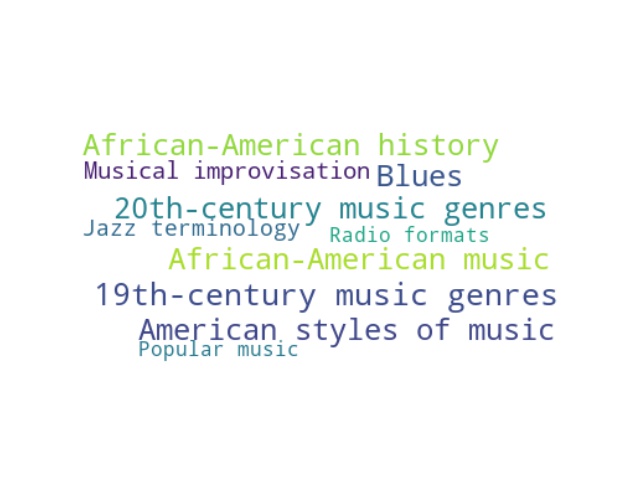 African-American history
Musical improvisation
Blues
20th-century music genres
Jazz terminology
Radio formats
African-American music
19th-century music genres
American styles of music
Popular music